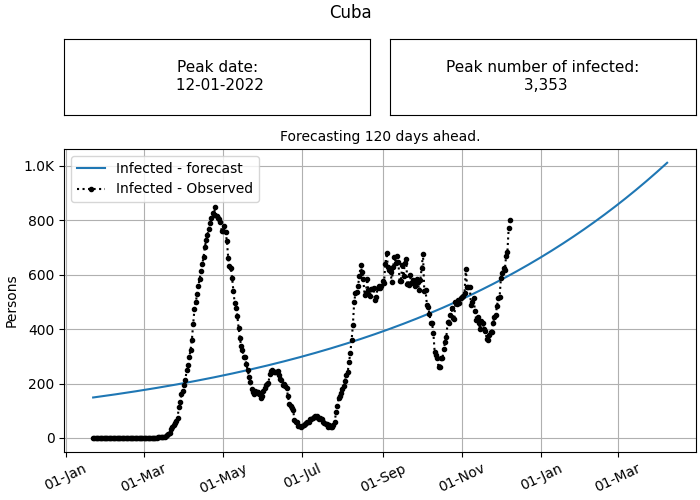 Cuba
Peak date:
12-01-2022
Peak number of infected:
3,353
Forecasting 120 days ahead.
Infected - forecast
Infected - Observed
Persons
1.0K
800
600
400
200
0
01-Jan
01-Mar
01-May
01-Jul
01-Sep
01-Nov
01-Jan
01-Mar